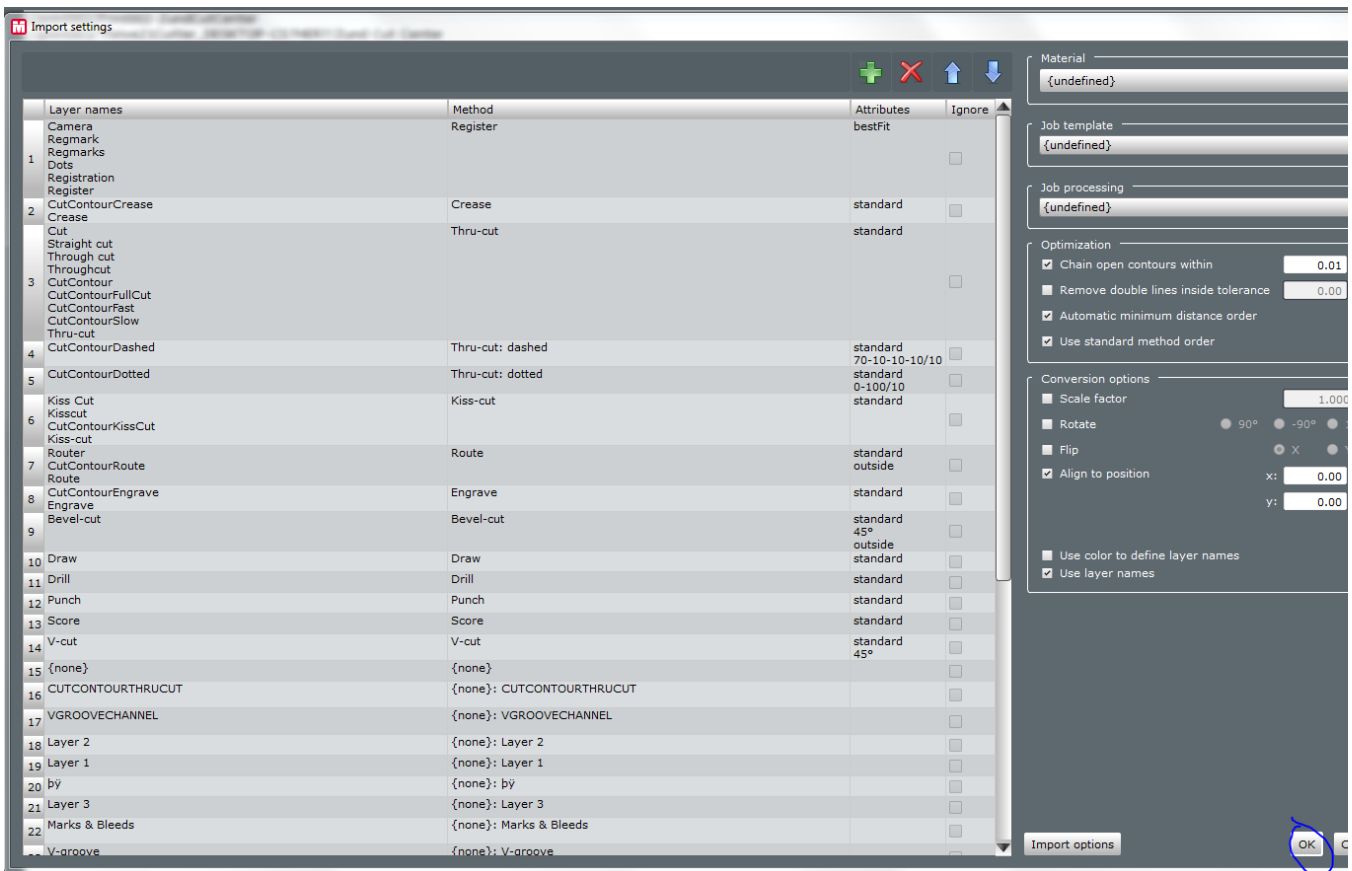 Import settings
Layer names Method Attributes Ignore
1 Camera Register bestFit
Regmark
Regmarks
Dots
Registration
Register
2 CutContourCrease Crease standard
Crease
3 Cut Thru-cut standard
Straight cut
Through cut
Throughcut
CutContour
CutContourFullCut
CutContourFast
CutContourSlow
Thru-cut
4 CutContourDashed Thru-cut: dashed standard
70-10-10-10/10
5 CutContourDotted Thru-cut: dotted standard
0-100/10
6 Kiss Cut Kiss-cut standard
Kisscut
CutContourKissCut
Kiss-cut
7 Router Route standard
CutContourRoute outside
Route
8 CutContourEngrave Engrave standard
Engrave
9 Bevel-cut Bevel-cut standard
45°
outside
10 Draw Draw standard
11 Drill Drill standard
12 Punch Punch standard
13 Score Score standard
14 V-cut V-cut standard
45°
15 {none} {none}
16 CUTCONTOURTHRUCUT {none}: CUTCONTOURTHRUCUT
17 VGROOVECHANNEL {none}: VGROOVECHANNEL
18 Layer 2 {none}: Layer 2
19 Layer 1 {none}: Layer 1
20 þÿ {none}: þÿ
21 Layer 3 {none}: Layer 3
22 Marks & Bleeds {none}: Marks & Bleeds
V-groove {none}: V-groove
Material
{undefined}
Job template
{undefined}
Job processing
{undefined}
Optimization
Chain open contours within 0.01
Remove double lines inside tolerance 0.00
Automatic minimum distance order
Use standard method order
Conversion options
Scale factor 1.000
Rotate 90° -90°
Flip X
Align to position x: 0.00
y: 0.00
Use color to define layer names
Use layer names
Import options OK